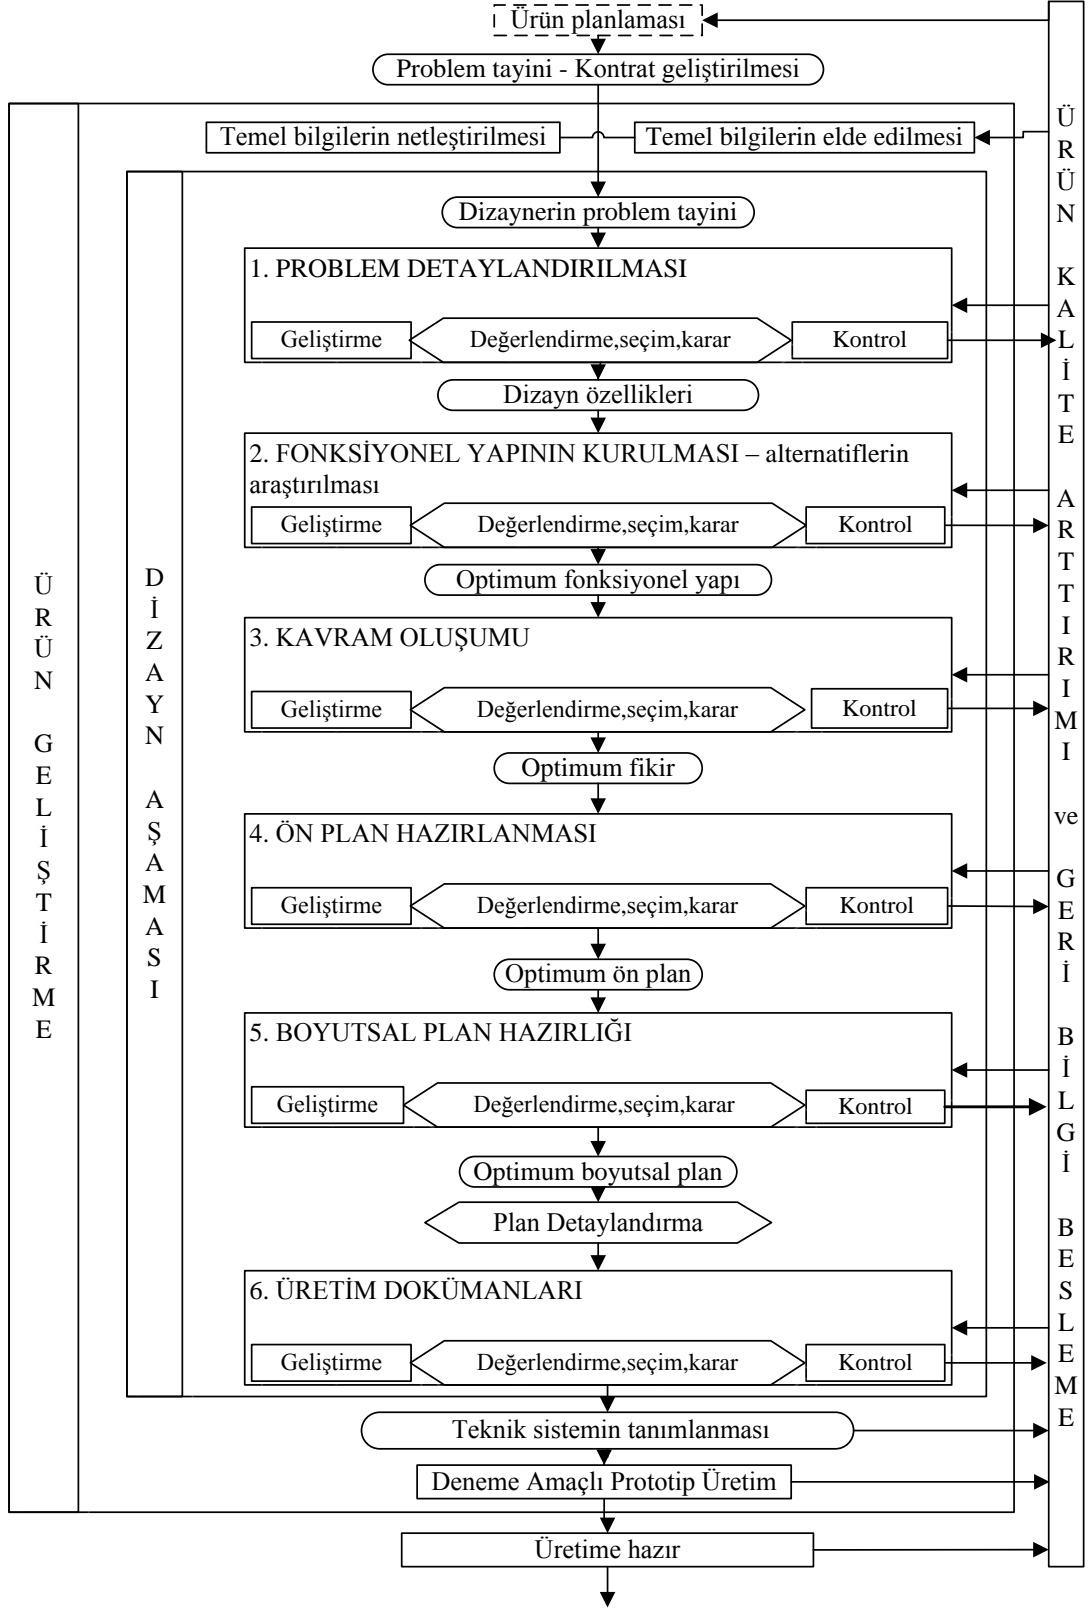 Ürün planlaması
Problem tayini - Kontrat geliştirilmesi
Temel bilgilerin netleştirilmesi
Temel bilgilerin elde edilmesi
Dizaynerin problem tayini
1. PROBLEM DETAYLANDIRILMASI
Geliştirme
Değerlendirme,seçim,karar
Kontrol
Dizayn özellikleri
2. FONKSİYONEL YAPININ KURULMASI – alternatiflerin
araştırılması
Geliştirme
Değerlendirme,seçim,karar
Kontrol
Optimum fonksiyonel yapı
3. KAVRAM OLUŞUMU
Geliştirme
Değerlendirme,seçim,karar
Kontrol
Optimum fikir
4. ÖN PLAN HAZIRLANMASI
Geliştirme
Değerlendirme,seçim,karar
Kontrol
Optimum ön plan
5. BOYUTSAL PLAN HAZIRLIĞI
Geliştirme
Değerlendirme,seçim,karar
Kontrol
Optimum boyutsal plan
Plan Detaylandırma
6. ÜRETİM DOKÜMANLARI
Geliştirme
Değerlendirme,seçim,karar
Kontrol
Teknik sistemin tanımlanması
Deneme Amaçlı Prototip Üretim
Üretime hazır
ÜRÜN GELİŞTİRME
DİZAYN AŞAMASI
ÜRÜN KALİTE ARTTIRIMI ve GERİ BİLGİ BESLEME